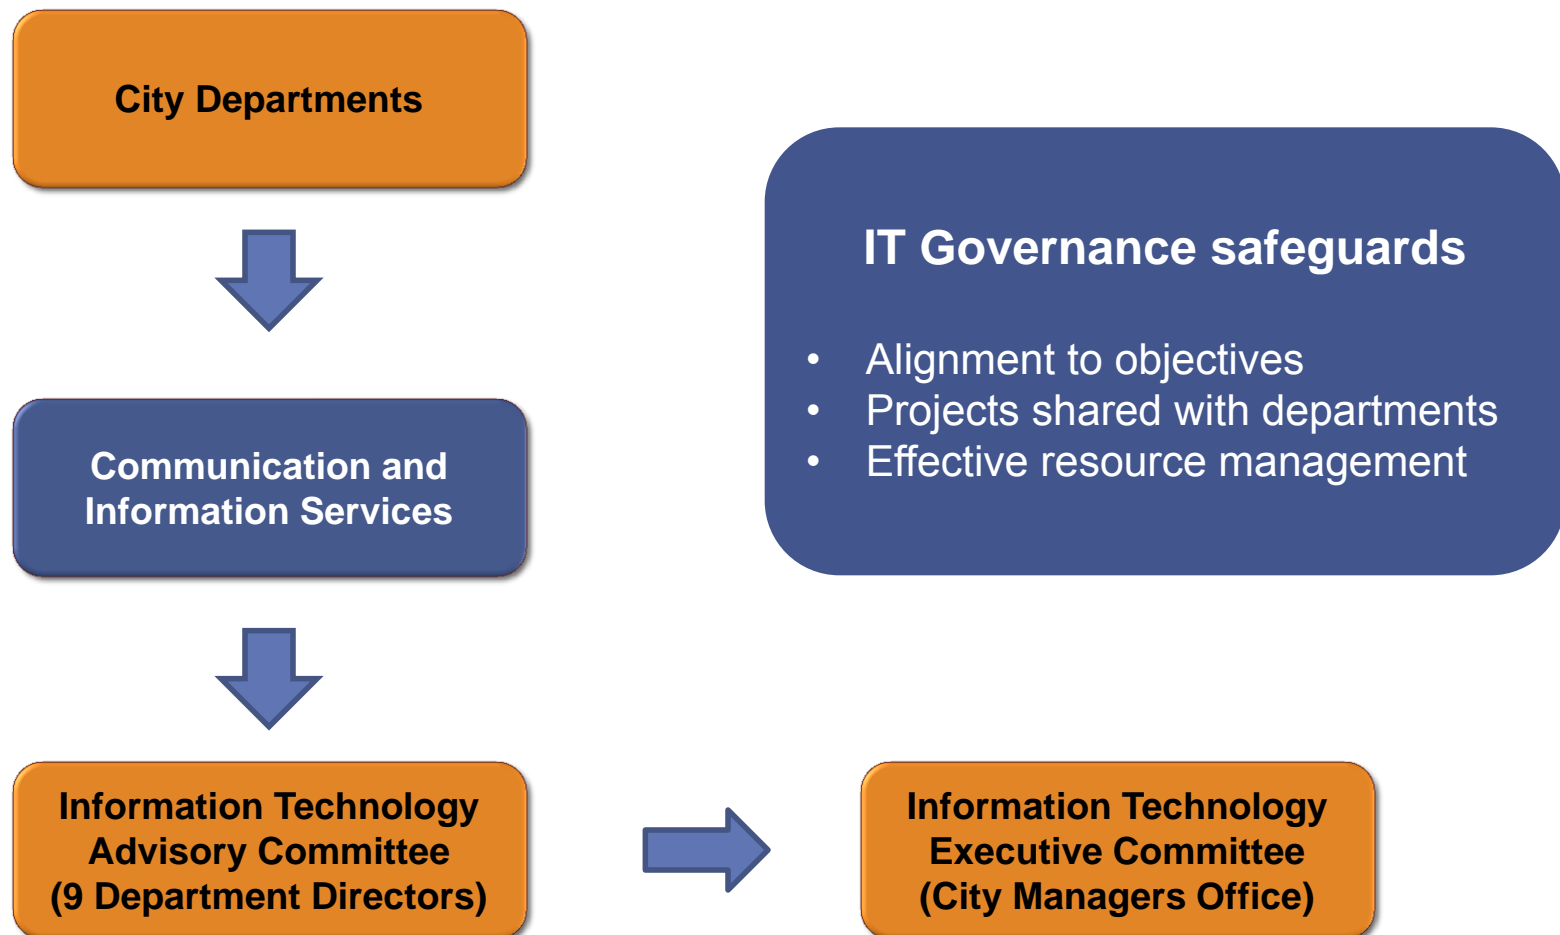 City Departments
IT Governance safeguards
• Alignment to objectives
• Projects shared with departments
• Effective resource management
Communication and
Information Services
Information Technology
Advisory Committee
(9 Department Directors)
Information Technology
Executive Committee
(City Managers Office)